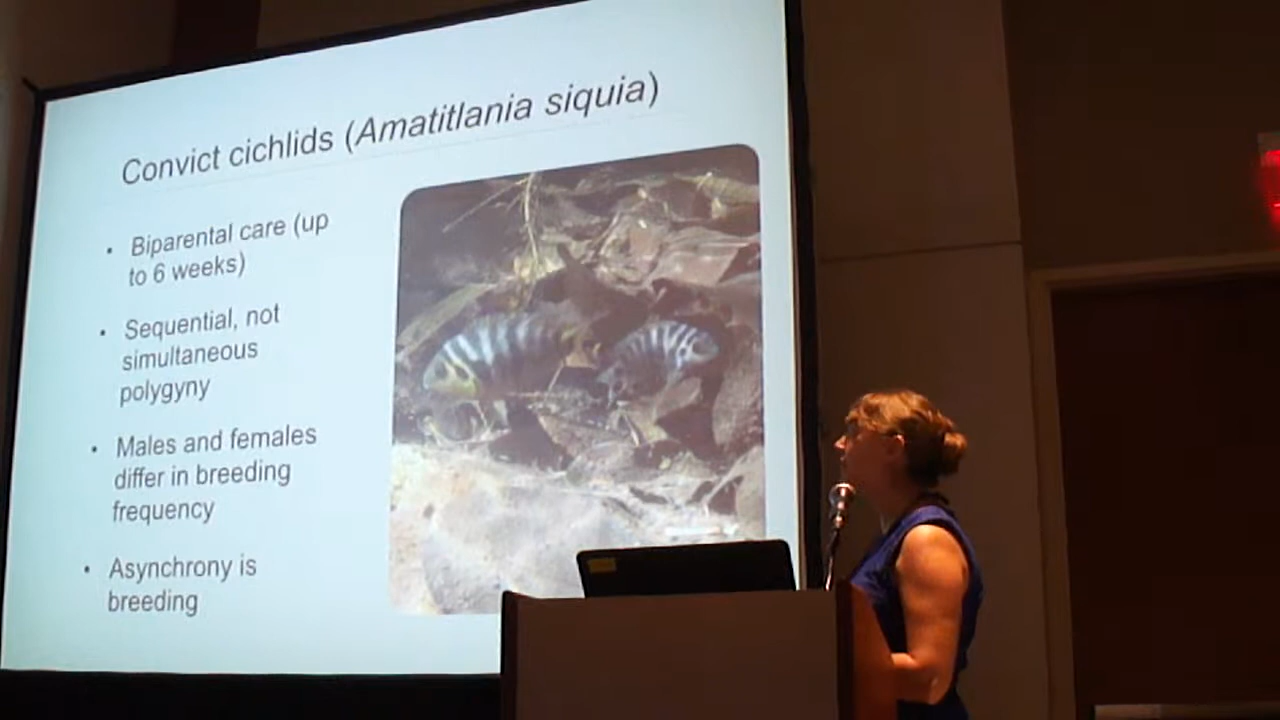 Convict cichlids (Amatitlania siquia)
• Biparental care (up
to 6 weeks)
• Sequential, not
simultaneous
polygyny
• Males and females
differ in breeding
frequency
• Asynchrony is
breeding